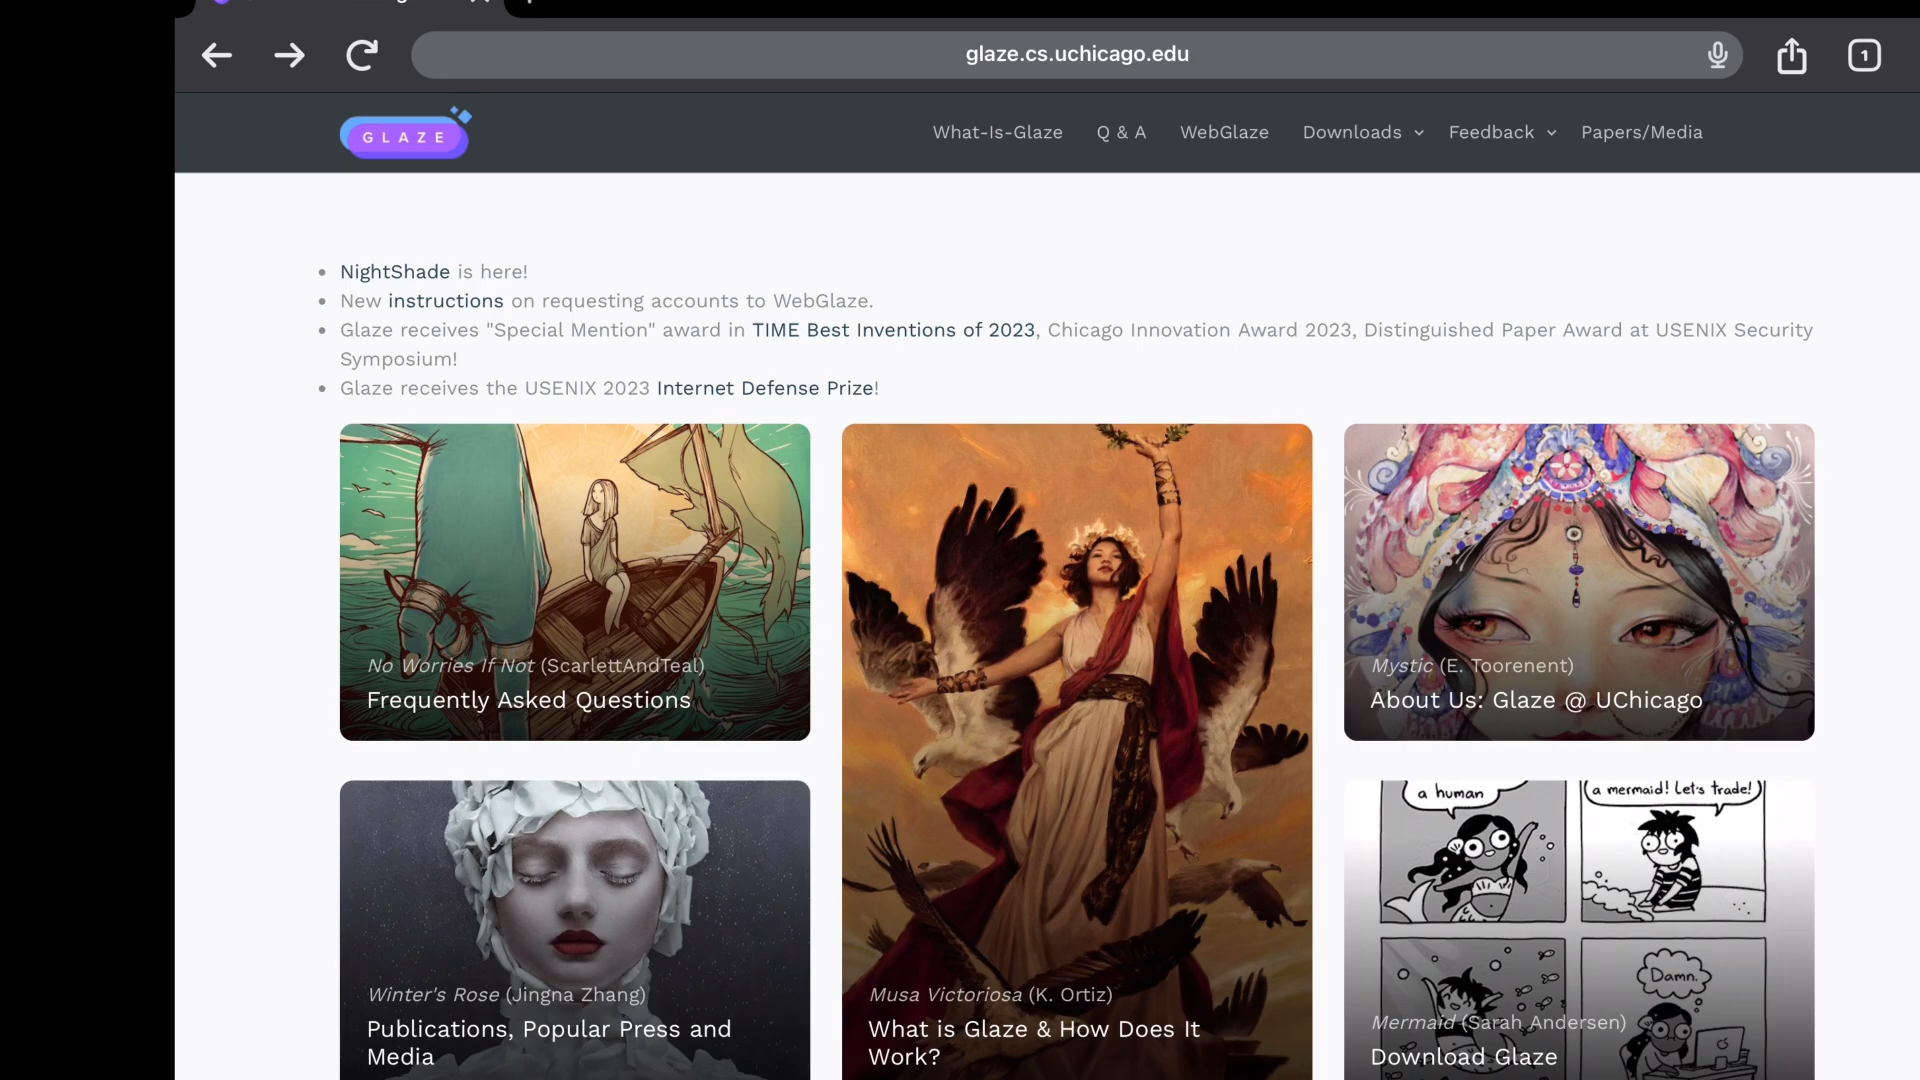 glaze.cs.uchicago.edu
1
GLAZE
What-Is-Glaze
Q & A
WebGlaze
Downloads
Feedback
Papers/Media
NightShade is here!
New instructions on requesting accounts to WebGlaze.
Glaze receives "Special Mention" award in TIME Best Inventions of 2023, Chicago Innovation Award 2023, Distinguished Paper Award at USENIX Security
Symposium!
Glaze receives the USENIX 2023 Internet Defense Prize!
No Worries If Not (ScarlettAndTeal)
Frequently Asked Questions
Mystic (E. Toorenent)
About Us: Glaze @ UChicago
a human
a mermaid! Let's trade!
Damn.
Winter's Rose (Jingna Zhang)
Publications, Popular Press and
Media
Musa Victoriosa (K. Ortiz)
What is Glaze & How Does It
Work?
Mermaid (Sarah Andersen)
Download Glaze